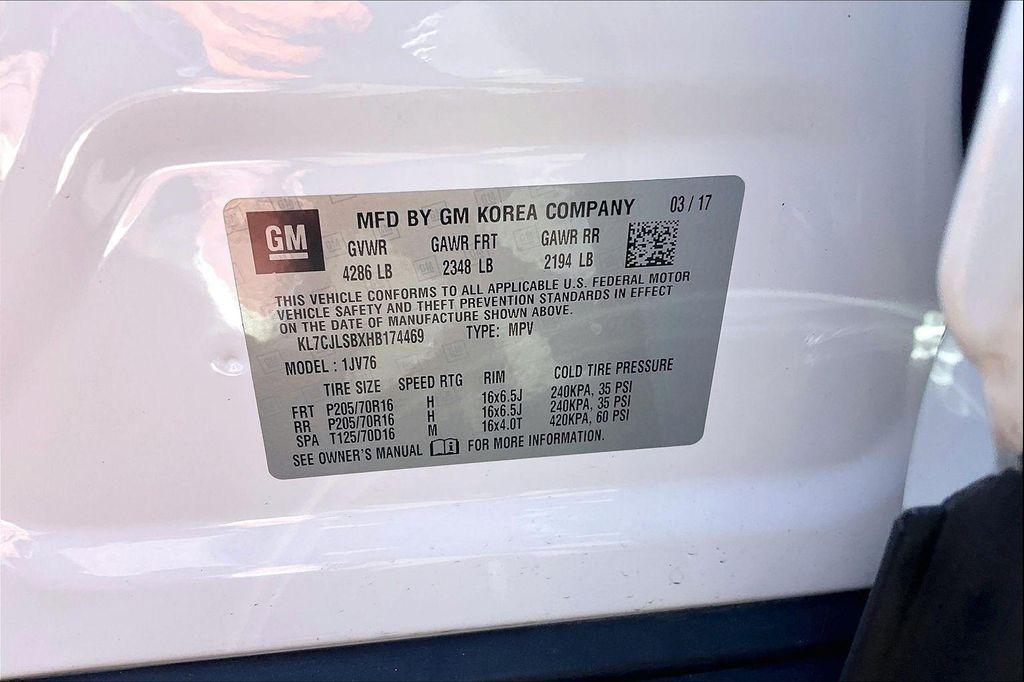 MFD BY GM KOREA COMPANY 03 / 17
GM
GVWR GAWR FRT GAWR RR
4286 LB 2348 LB 2194 LB
THIS VEHICLE CONFORMS TO ALL APPLICABLE U.S. FEDERAL MOTOR
VEHICLE SAFETY AND THEFT PREVENTION STANDARDS IN EFFECT
ON THE DATE OF MANUFACTURE SHOWN ABOVE.
KL7CJLSBXHB174469 TYPE: MPV
MODEL : 1JV76
TIRE SIZE SPEED RTG RIM COLD TIRE PRESSURE
FRT P205/70R16 H 16x6.5J 240KPA, 35 PSI
RR P205/70R16 H 16x6.5J 240KPA, 35 PSI
SPA T125/70D16 M 16x4.0T 420KPA, 60 PSI
SEE OWNER'S MANUAL FOR MORE INFORMATION.